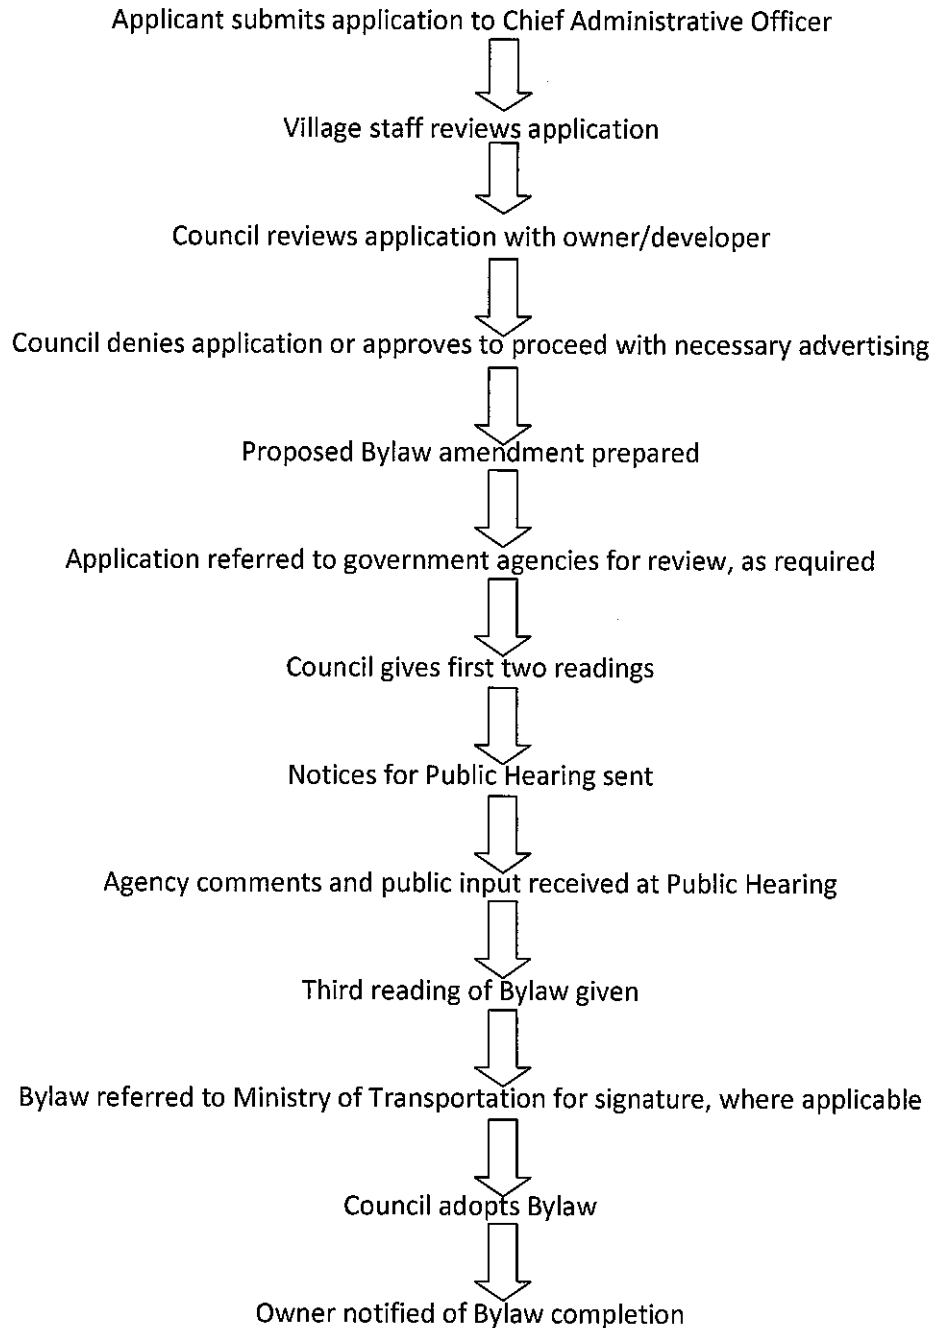 Applicant submits application to Chief Administrative Officer
Village staff reviews application
Council reviews application with owner/developer
Council denies application or approves to proceed with necessary advertising
Proposed Bylaw amendment prepared
Application referred to government agencies for review, as required
Council gives first two readings
Notices for Public Hearing sent
Agency comments and public input received at Public Hearing
Third reading of Bylaw given
Bylaw referred to Ministry of Transportation for signature, where applicable
Council adopts Bylaw
Owner notified of Bylaw completion